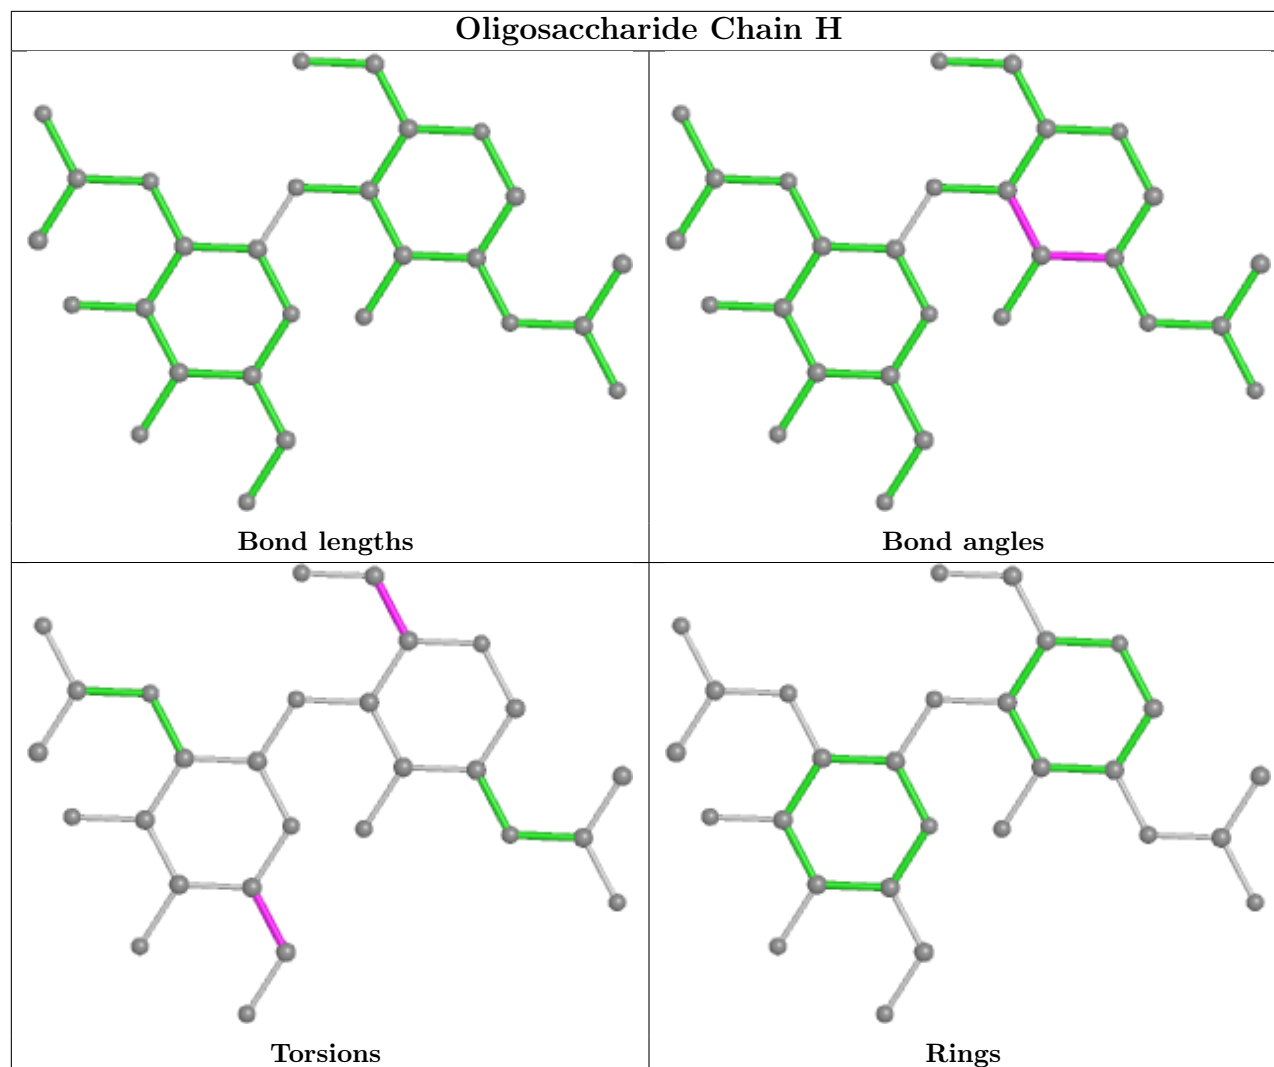 Oligosaccharide Chain H
Bond lengths
Bond angles
Torsions
Rings